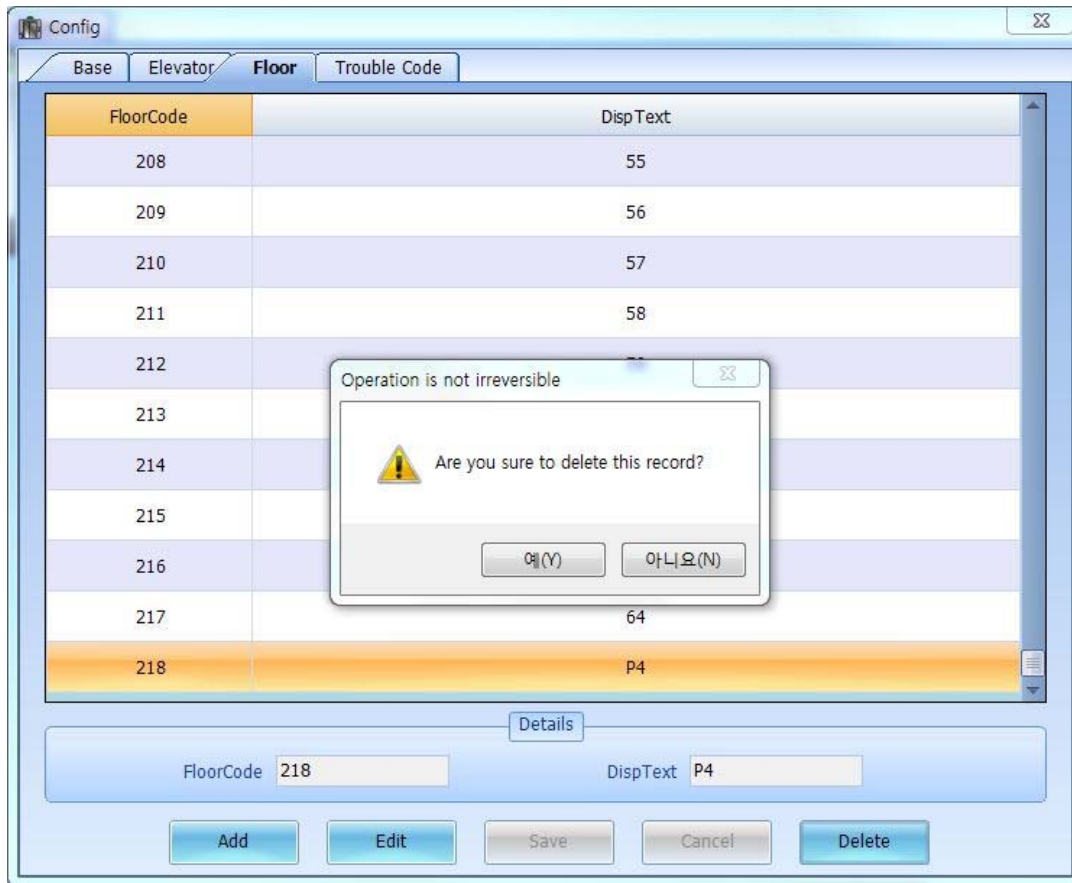 Config
Base Elevator Floor Trouble Code
FloorCode DispText
208 55
209 56
210 57
211 58
212
213
214
215
216
217 64
218 P4
Operation is not irreversible
Are you sure to delete this record?
예(Y) 아니요(N)
Details
FloorCode 218 DispText P4
Add Edit Save Cancel Delete